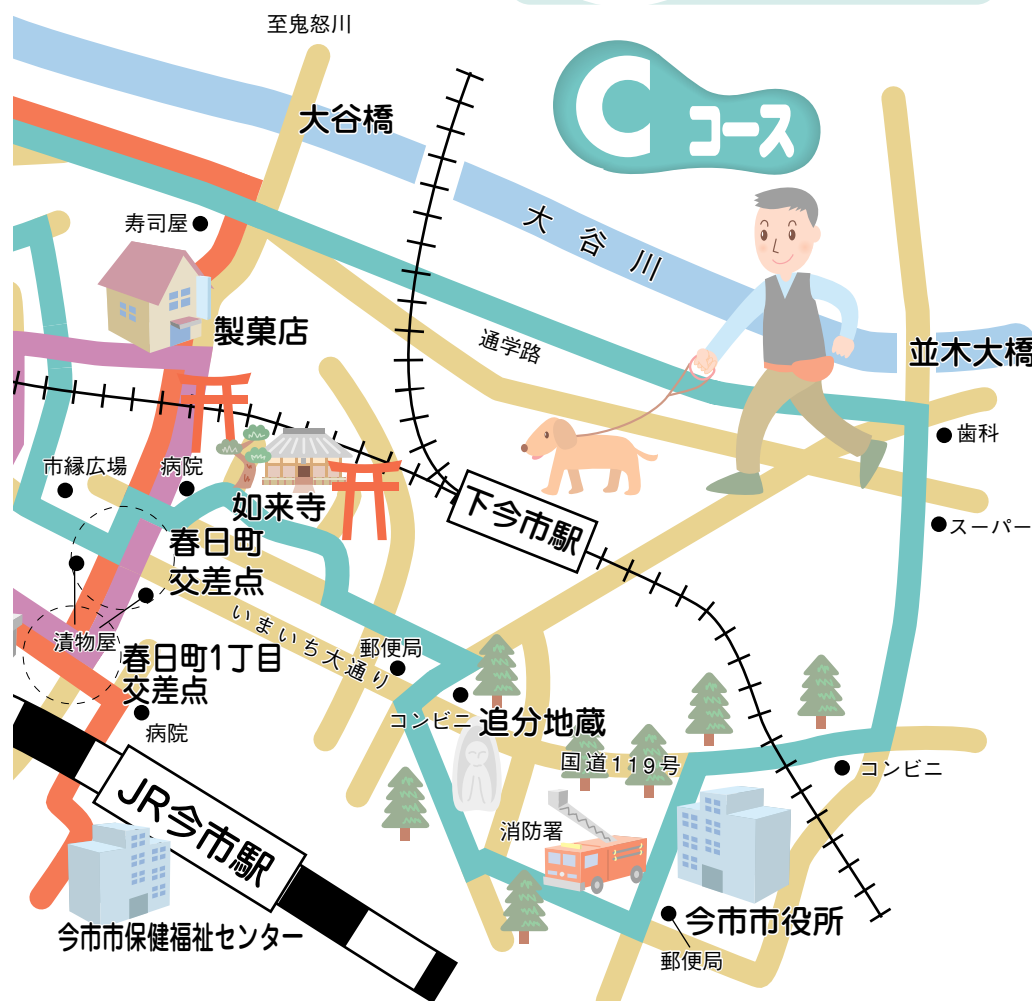 至鬼怒川
大谷橋
C コース
寿司屋
大谷川
製菓店
通学路
並木大橋
歯科
市縁広場
病院
如来寺
下今市駅
スーパー
春日町
交差点
いまいち大通り
漬物屋
郵便局
春日町1丁目
交差点
病院
コンビニ
追分地蔵
国道119号
コンビニ
JR今市駅
消防署
今市市役所
今市市保健福祉センター
郵便局